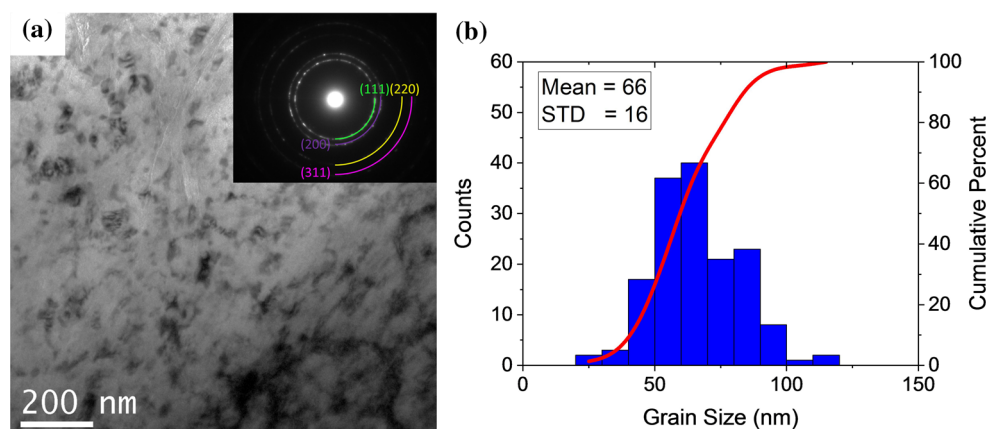 (a)
(111)(220)
(200)
(311)
200 nm
(b)
Mean = 66
STD = 16
Counts
60
50
40
30
20
10
0
100
80
60
40
20
0
Cumulative Percent
0
50
100
150
Grain Size (nm)